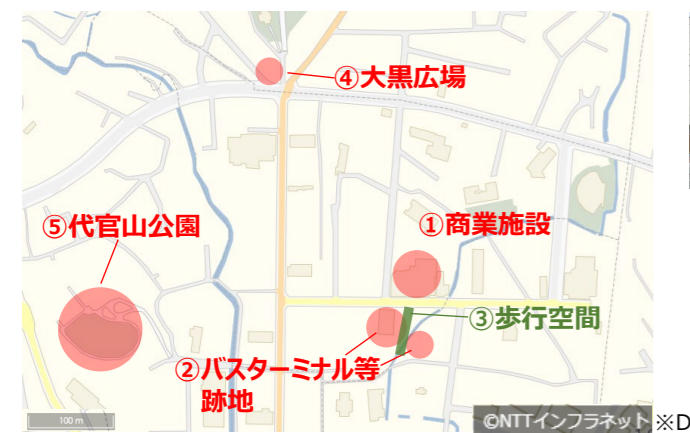 ④大黒広場
⑤代官山公園
①商業施設
③歩行空間
②バスターミナル等
跡地
100 m
©NTTインフラネット
※D